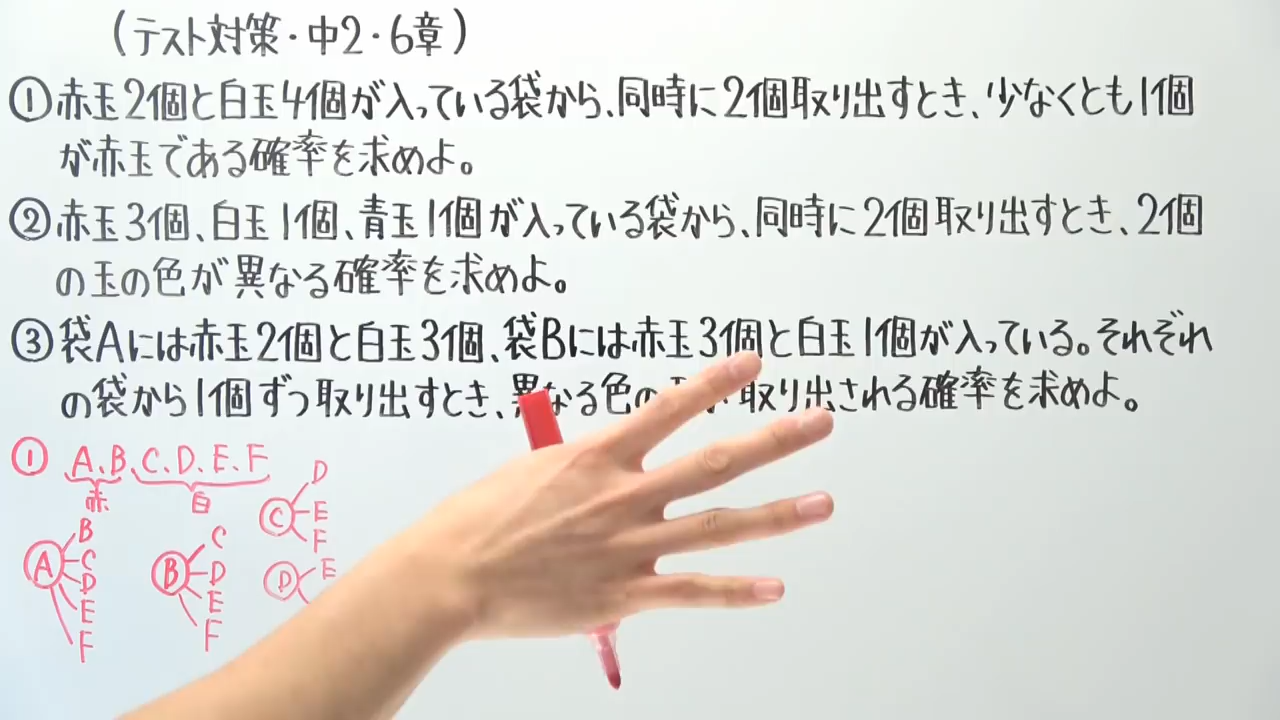 (テスト対策・中2・6章)
①赤玉2個と白玉4個が入っている袋から、同時に2個取り出すとき、少なくとも1個
が赤玉である確率を求めよ。
②赤玉3個、白玉1個、青玉1個が入っている袋から、同時に2個取り出すとき、2個
の玉の色が異なる確率を求めよ。
③袋Aには赤玉2個と白玉3個、袋Bには赤玉3個と白玉1個が入っている。それぞれ
の袋から1個ずつ取り出すとき、異なる色の 取り出される確率を求めよ。
① A、B、C、D、E、F
赤 白
A B C D E F
B C D E F
C D E F
D E